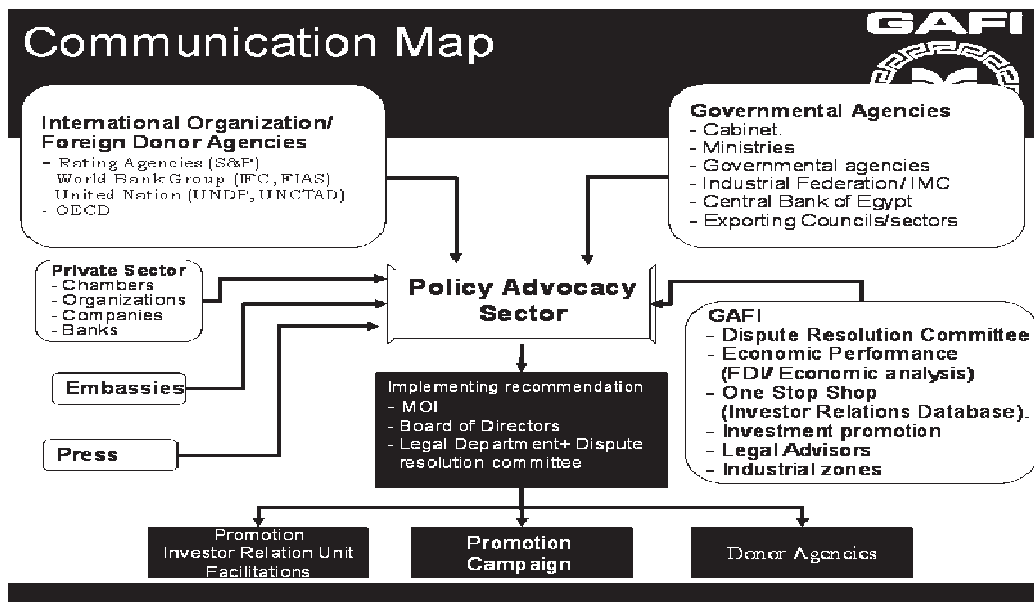 Communication Map
GAFI
International Organization/
Foreign Donor Agencies
- Rating Agencies (S&P)
World Bank Group (IFC, FIAS)
United Nation (UNDP, UNCTAD)
- OECD
Governmental Agencies
- Cabinet.
- Ministries
- Governmental agencies
- Industrial Federation/ IMC
- Central Bank of Egypt
- Exporting Councils/sectors
Private Sector
- Chambers
- Organizations
- Companies
- Banks
Embassies
Press
Policy Advocacy
Sector
GAFI
- Dispute Resolution Committee
- Economic Performance
(FDI/ Economic analysis)
- One Stop Shop
(Investor Relations Database).
- Investment promotion
- Legal Advisors
- Industrial zones
Implementing recommendation
- MOI
- Board of Directors
- Legal Department+ Dispute
resolution committee
Promotion
Investor Relation Unit
Facilitations
Promotion
Campaign
Donor Agencies